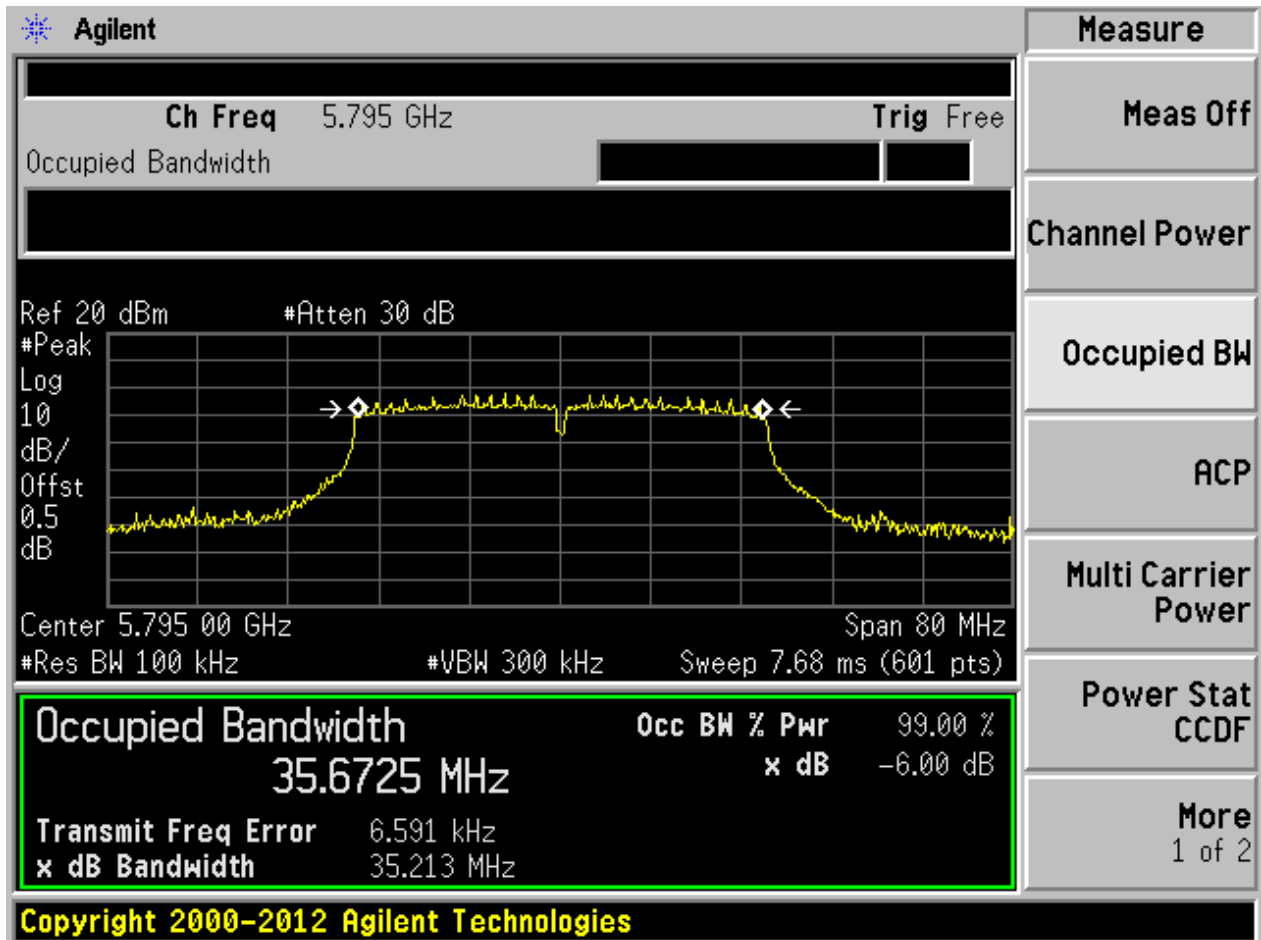 Agilent
Measure
Ch Freq 5.795 GHz Trig Free
Meas Off
Occupied Bandwidth
Channel Power
Ref 20 dBm #Atten 30 dB
#Peak
Log
10
dB/
Offst
0.5
dB
Occupied BW
ACP
Center 5.795 00 GHz Span 80 MHz
#Res BW 100 kHz #VBW 300 kHz Sweep 7.68 ms (601 pts)
Multi Carrier
Power
Occupied Bandwidth Occ BW % Pwr 99.00 %
35.6725 MHz x dB -6.00 dB
Transmit Freq Error 6.591 kHz
x dB Bandwidth 35.213 MHz
Power Stat
CCDF
More
1 of 2
Copyright 2000-2012 Agilent Technologies